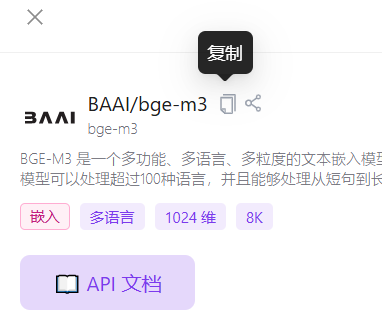 复制
BAAI
BAAI/bge-m3
bge-m3
BGE-M3 是一个多功能、多语言、多粒度的文本嵌入模
模型可以处理超过100种语言，并且能够处理从短句到长
嵌入
多语言
1024 维
8K
API 文档